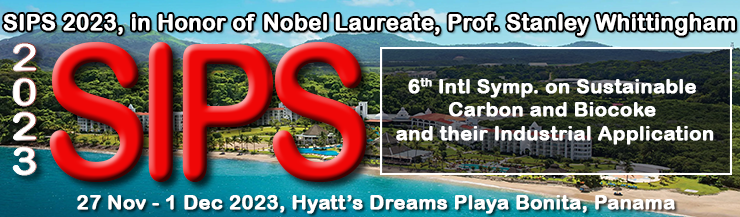 SIPS 2023, in Honor of Nobel Laureate, Prof. Stanley Whittingham
2023
SIPS
6th Intl Symp. on Sustainable
Carbon and Biocoke
and their Industrial Application
27 Nov - 1 Dec 2023, Hyatt's Dreams Playa Bonita, Panama